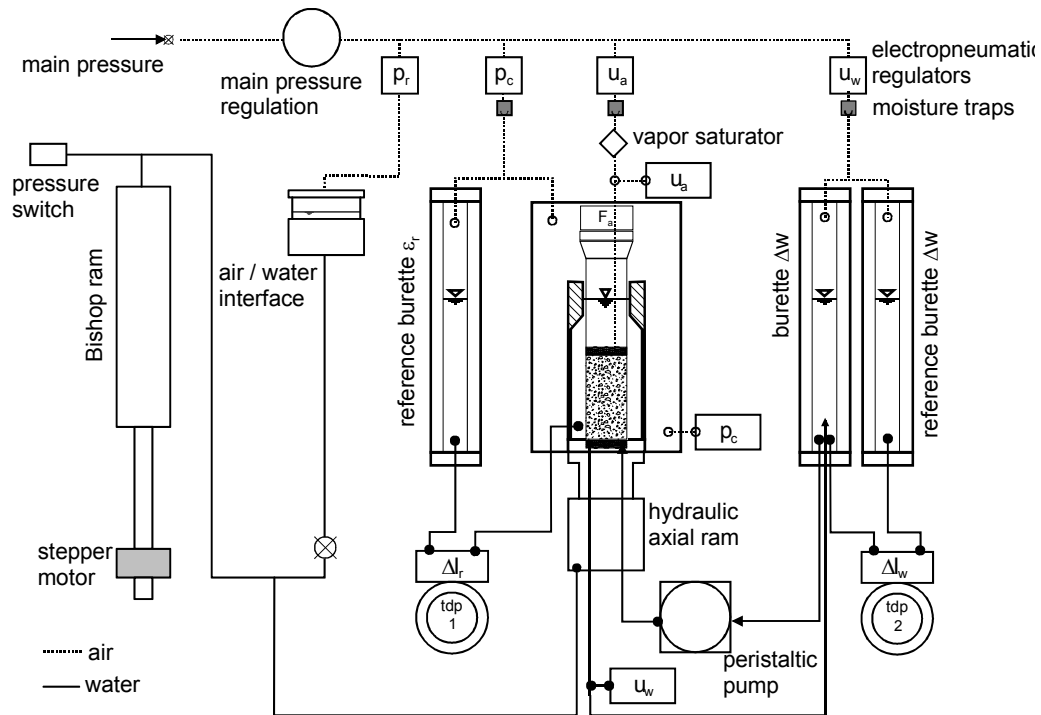 main pressure
main pressure
regulation
p_r
p_c
u_a
u_w
electropneumatic
regulators
moisture traps
vapor saturator
u_a
pressure
switch
F_a
air / water
interface
Bishop ram
reference burette ε_r
burette Δw
reference burette Δw
p_c
hydraulic
axial ram
stepper
motor
Δl_r
Δl_w
tdp
1
tdp
2
peristaltic
pump
u_w
air
water